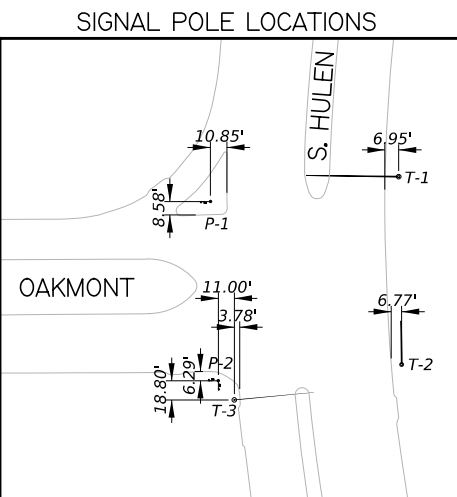 SIGNAL POLE LOCATIONS
S. HULEN
10.85'
6.95'
T-1
8.58'
P-1
OAKMONT
11.00'
6.77'
3.78'
P-2
T-2
6.29'
18.80'
T-3